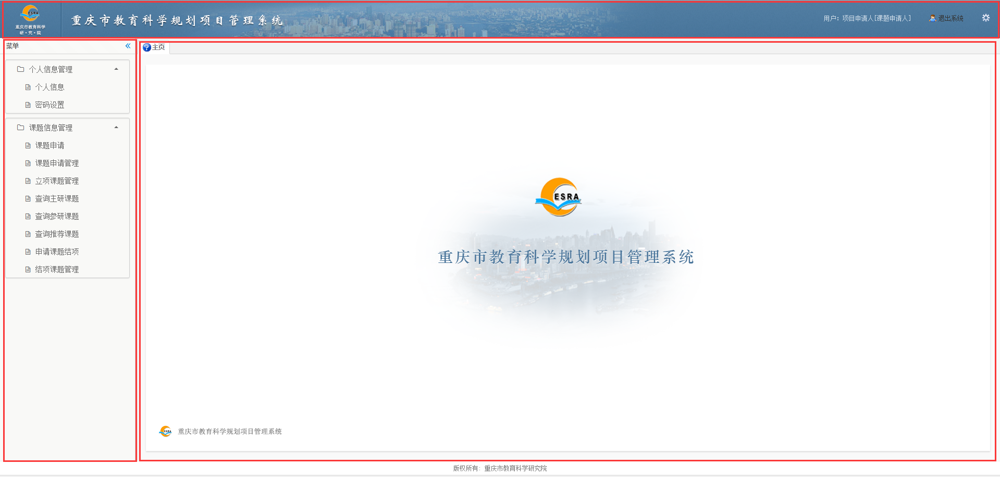 ESRA
重庆市教育科学
研·究·院
重庆市教育科学规划项目管理系统
用户：项目申请人[课题申请人]
退出系统
菜单
主页
个人信息管理
个人信息
密码设置
课题信息管理
课题申请
课题申请管理
立项课题管理
查询主研课题
查询参研课题
查询推荐课题
申请课题结项
结项课题管理
ESRA
重庆市教育科学规划项目管理系统
ESRA
重庆市教育科学规划项目管理系统
版权所有：重庆市教育科学研究院